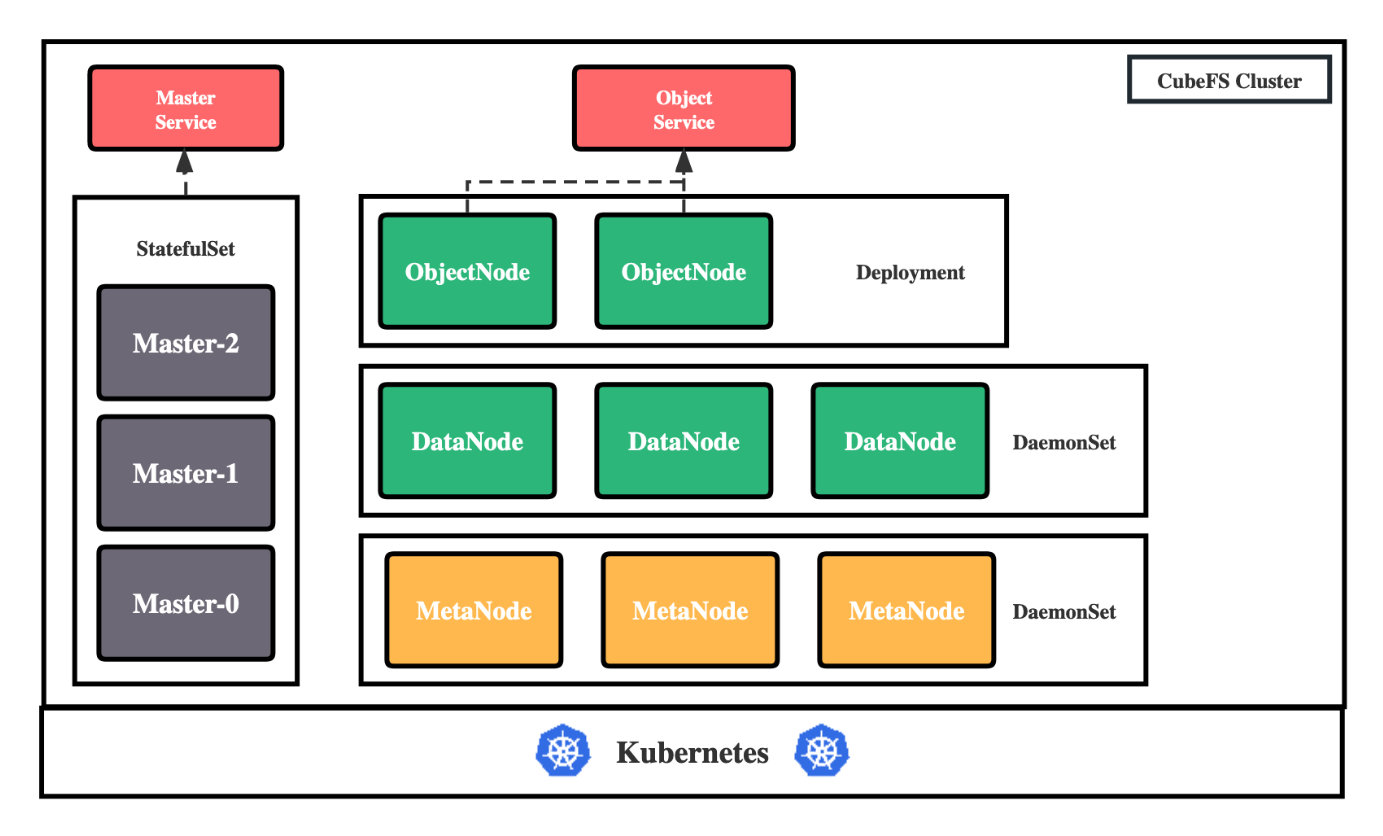 CubeFS Cluster
Master
Service
Object
Service
StatefulSet
Master-2
Master-1
Master-0
ObjectNode
ObjectNode
Deployment
DataNode
DataNode
DataNode
DaemonSet
MetaNode
MetaNode
MetaNode
DaemonSet
Kubernetes